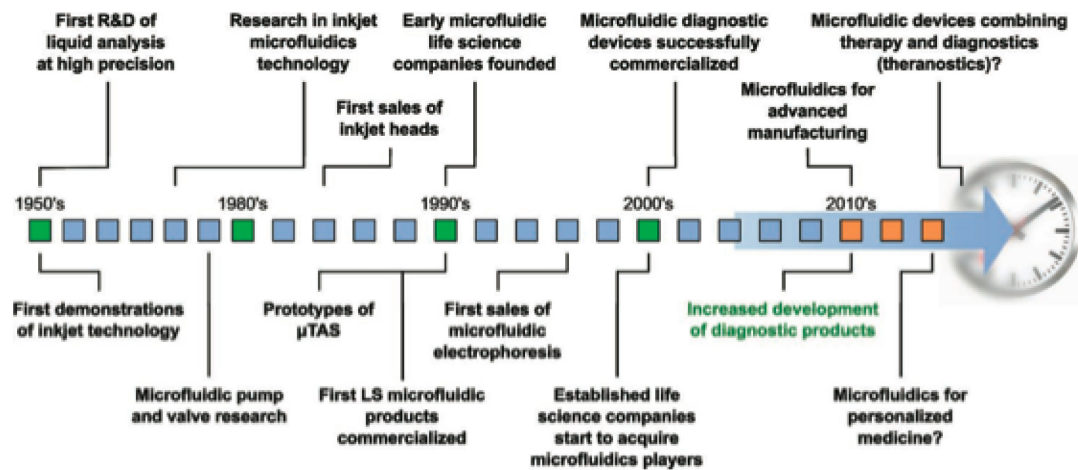 First R&D of
liquid analysis
at high precision
Research in inkjet
microfluidics
technology
Early microfluidic
life science
companies founded
Microfluidic diagnostic
devices successfully
commercialized
Microfluidic devices combining
therapy and diagnostics
(theranostics)?
First sales of
inkjet heads
Microfluidics for
advanced
manufacturing
1950's
1980's
1990's
2000's
2010's
First demonstrations
of inkjet technology
Prototypes of
µTAS
First sales of
microfluidic
electrophoresis
Increased development
of diagnostic products
Microfluidic pump
and valve research
First LS microfluidic
products
commercialized
Established life
science companies
start to acquire
microfluidics players
Microfluidics for
personalized
medicine?